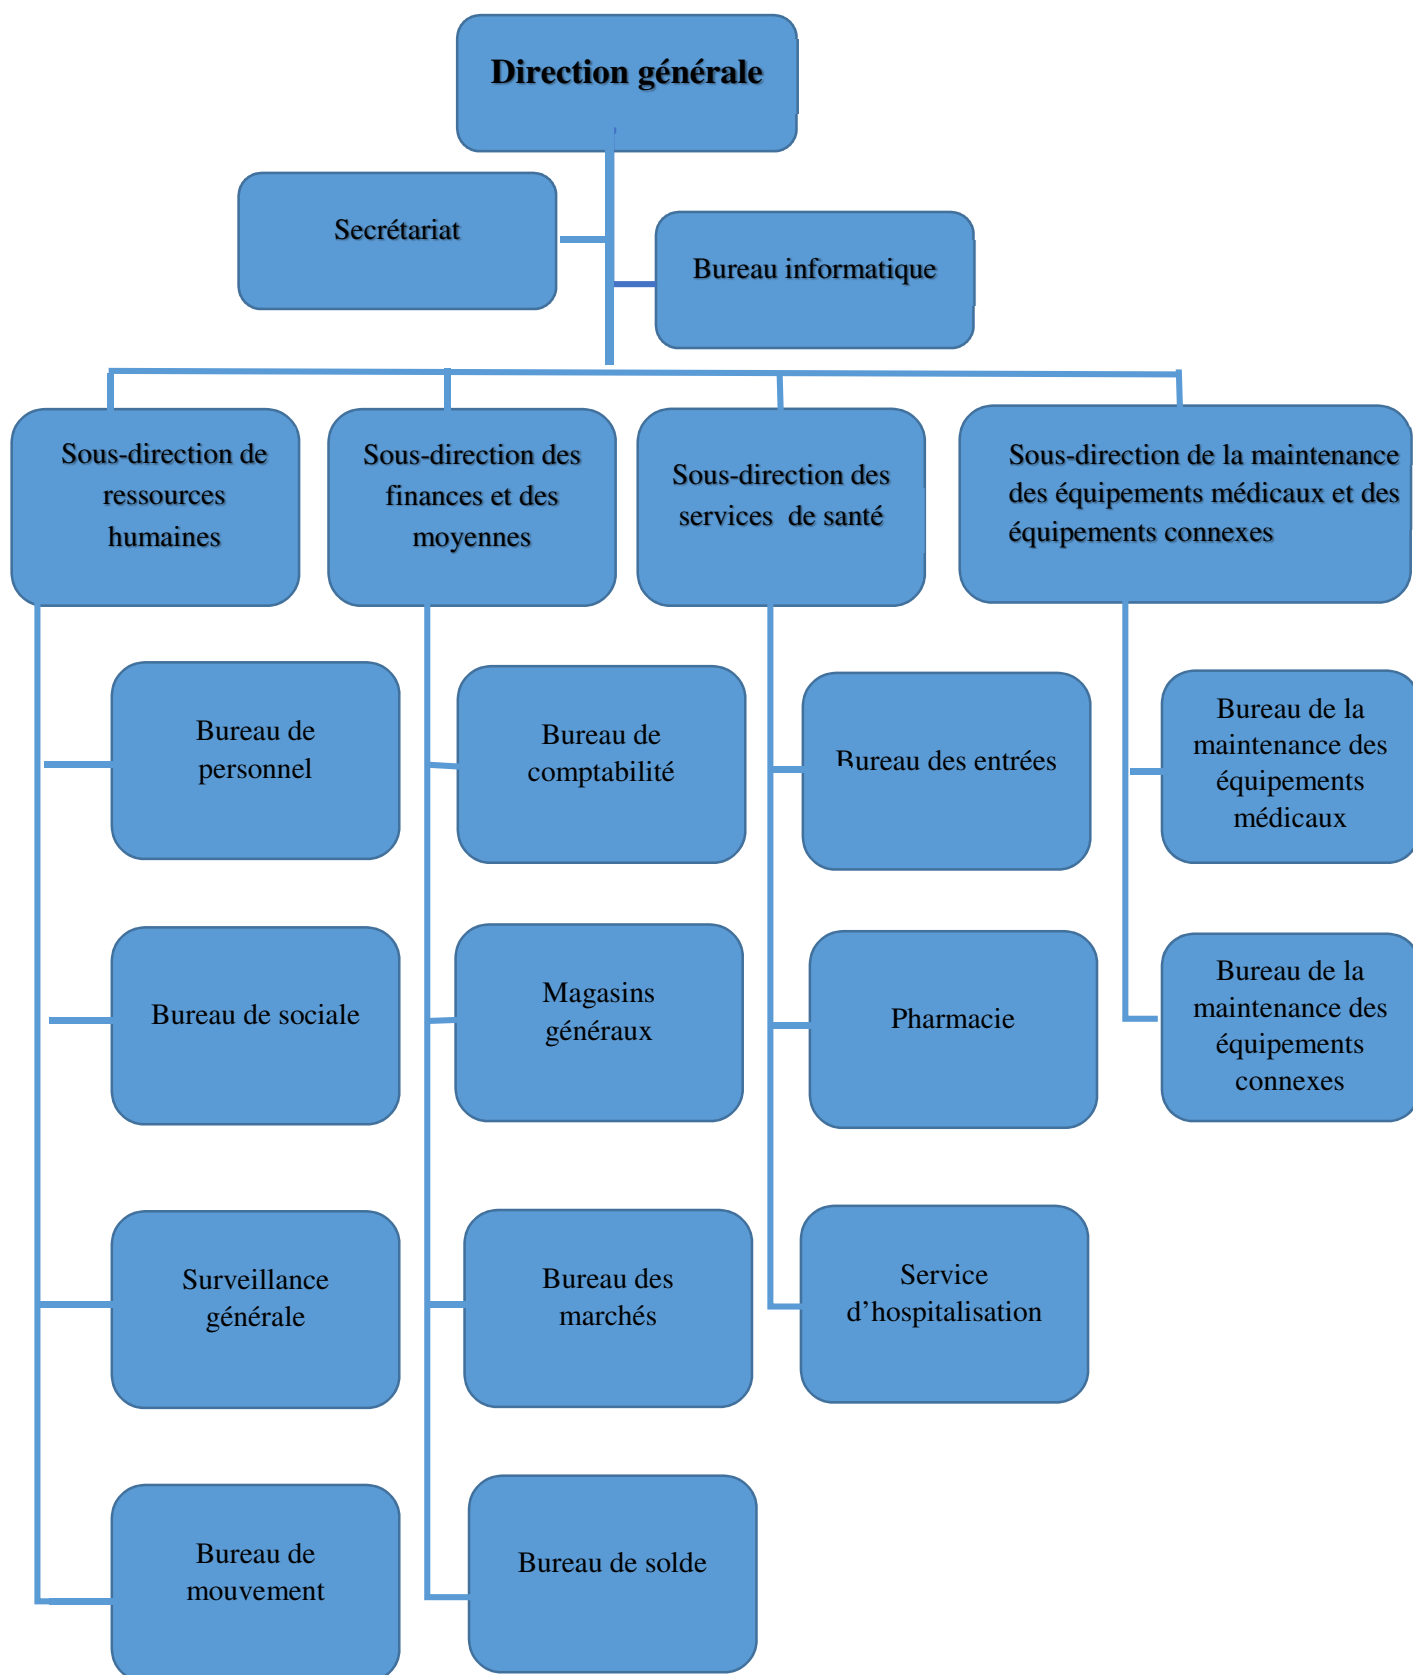 Direction générale
Secrétariat
Bureau informatique
Sous-direction de
ressources
humaines
Sous-direction des
finances et des
moyennes
Sous-direction des
services de santé
Sous-direction de la maintenance
des équipements médicaux et des
équipements connexes
Bureau de
personnel
Bureau de
comptabilité
Bureau des entrées
Bureau de la
maintenance des
équipements
médicaux
Bureau de sociale
Magasins
généraux
Pharmacie
Bureau de la
maintenance des
équipements
connexes
Surveillance
générale
Bureau des
marchés
Service
d’hospitalisation
Bureau de
mouvement
Bureau de solde